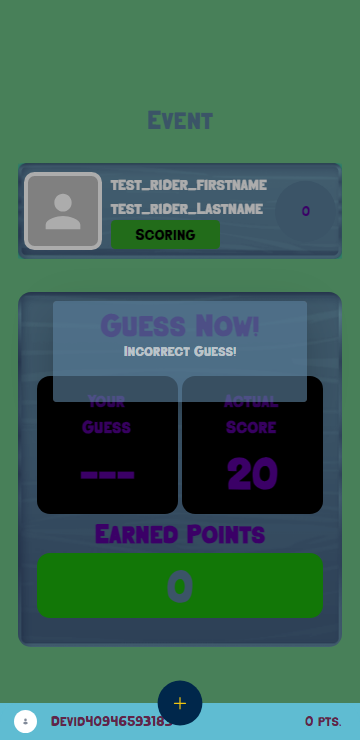 Event
TEST_RIDER_FIRSTNAME
TEST_RIDER_LASTNAME
0
SCORING
Guess Now!
Incorrect Guess!
Your Guess
---
Actual Score
20
Earned Points
0
+
0 PTS.